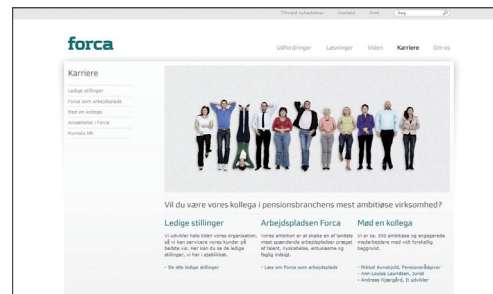 Tilmeld nyhedsbrev Kontakt Søg
forca
Udfordringer Løsninger Viden Karriere Om os
Karriere
Ledige stillinger
Forca som arbejdsplads
Mød en kollega
Ansættelse i Forca
Kontakt HR
Vil du være vores kollega i pensionsbranchens mest ambitiøse virksomhed?
Ledige stillinger
Vi udvikler hele tiden vores organisation,
så vi kan servicere vores kunder på
bedste vis. Her kan du se de ledige
stillinger, vi har i øjeblikket.
- Se alle ledige stillinger
Arbejdspladsen Forca
Vores ambition er at skabe en af landets
mest spændende arbejdspladser præget
af talent, nyskabelse, entusiasme og
faglig indsigt.
- Læs om Forca som arbejdsplads
Mød en kollega
Vi er ca. 300 ambitiøse og engagerede
medarbejdere med vidt forskellig
baggrund.
- Mikkel Avnskjold, Pensionsrådgiver
- Ann-Louise Lauridsen, Jurist
- Andreas Kjærgård, It udvikler